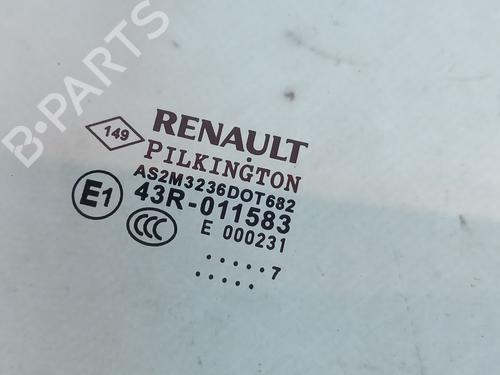 B-PARTS
149
RENAULT
PILKINGTON
AS2M3236DOT682
E1
43R-011583
CCC
E 000231
.....7
.....